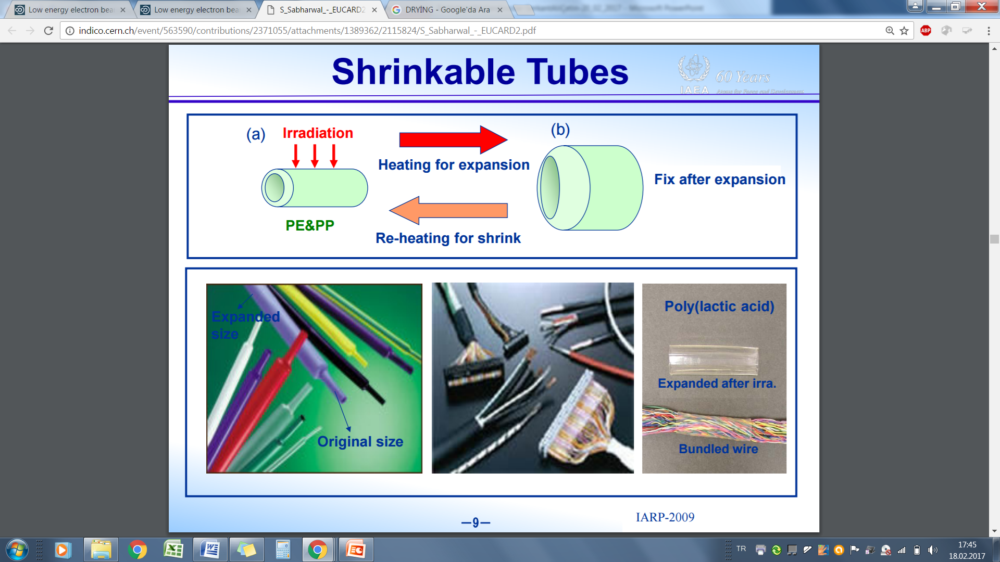 Low energy electron bea
Low energy electron bea
S_Sabharwal_-_EUCARD2
DRYİNG - Google'da Ara
indico.cern.ch/event/563590/contributions/2371055/attachments/1389362/2115824/S_Sabharwal_-_EUCARD2.pdf
ABP
Shrinkable Tubes
60 Years
IAEA
(a)
Irradiation
(b)
Heating for expansion
Fix after expansion
PE&PP
Re-heating for shrink
Expanded
size
Original size
Poly(lactic acid)
Expanded after irra.
Bundled wire
–9–
IARP-2009
TR
17:45
18.02.2017